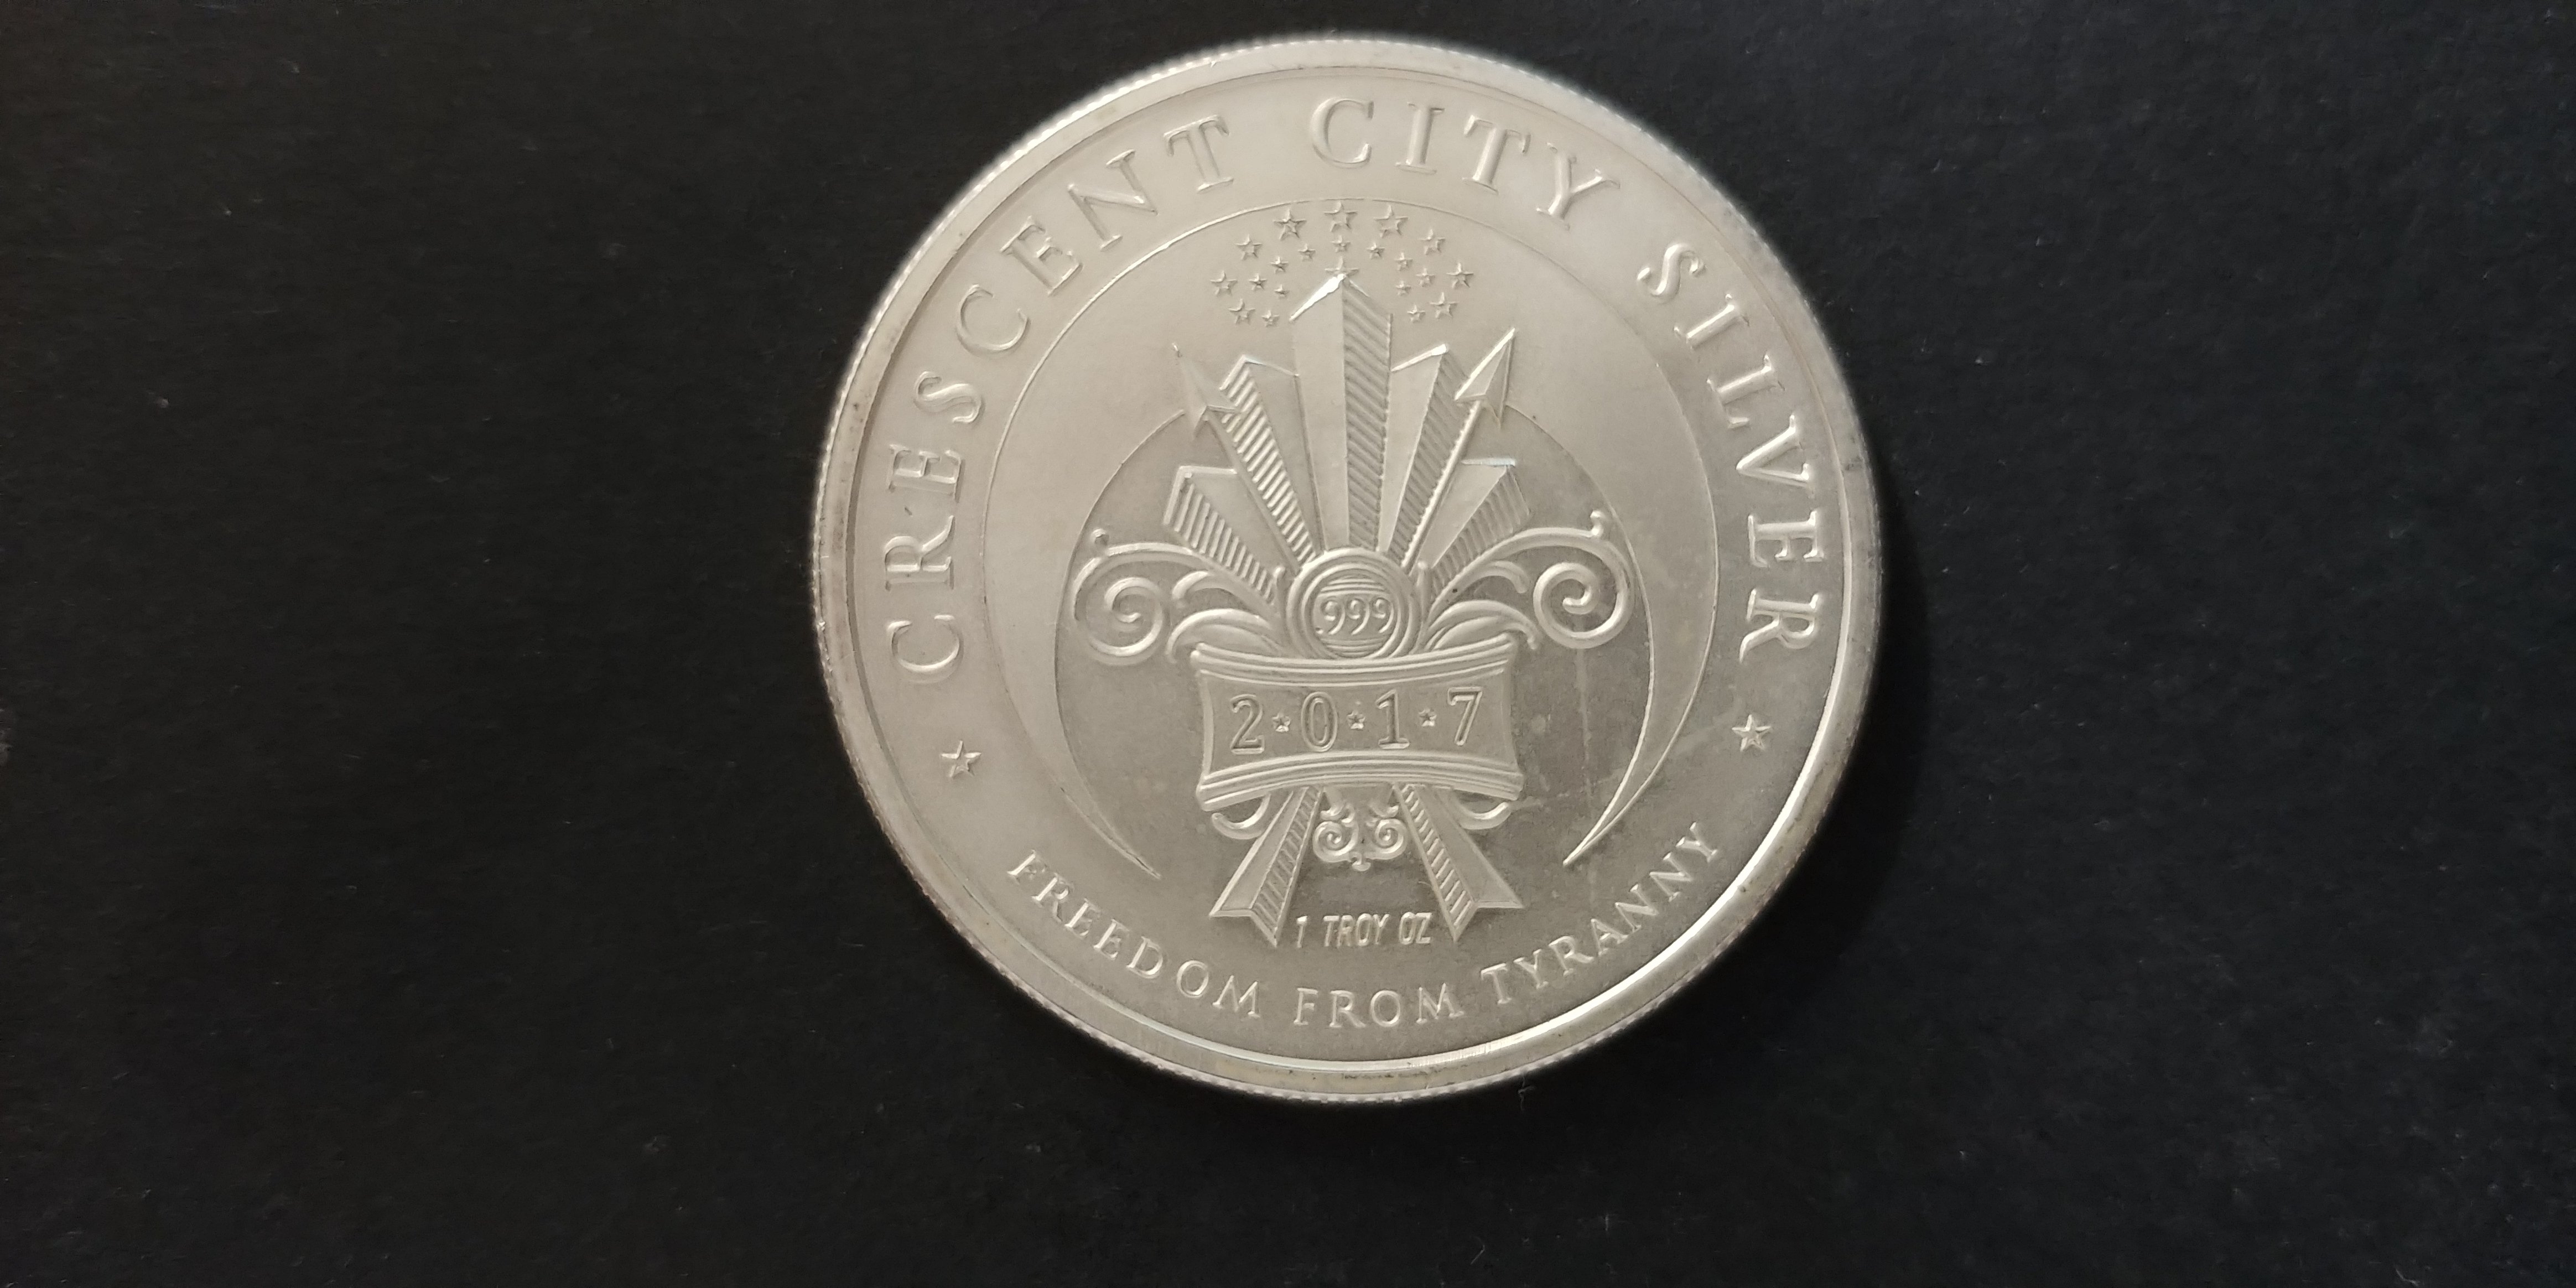 CRESCENT CITY SILVER
.999
2·0·1·7
1 TROY OZ
FREEDOM FROM TYRANNY